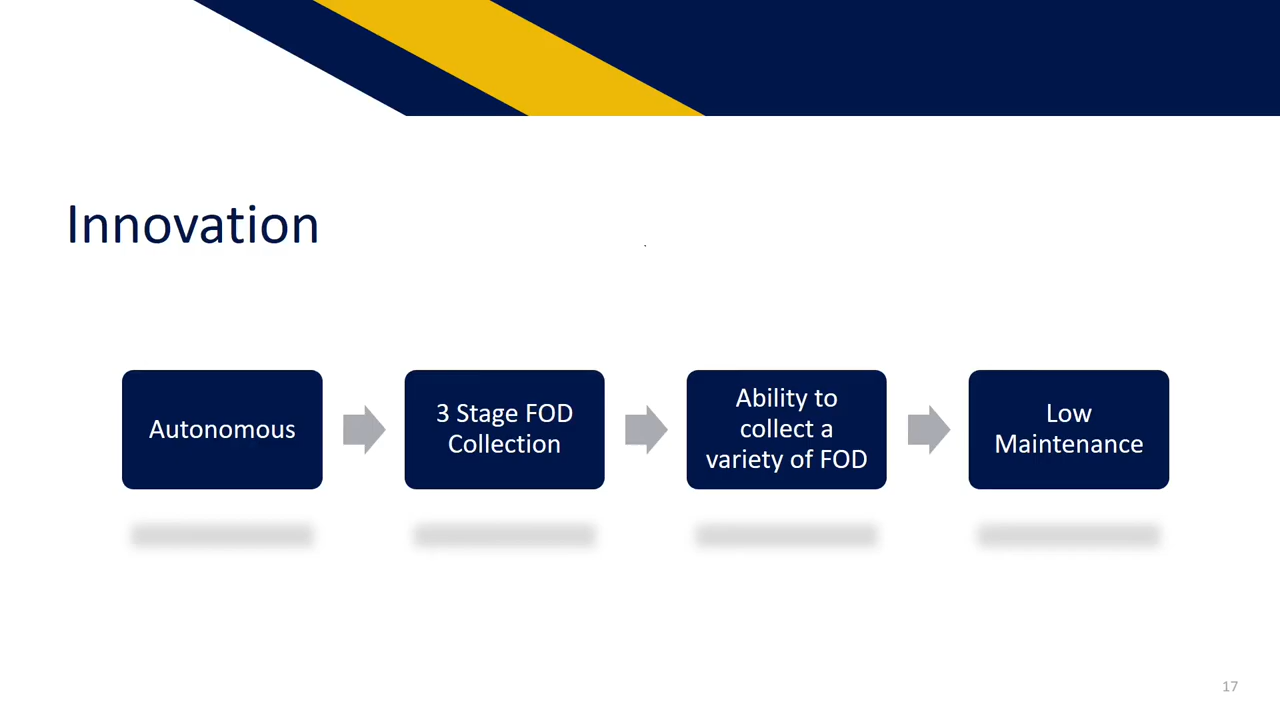 Innovation
Autonomous
3 Stage FOD
Collection
Ability to
collect a
variety of FOD
Low
Maintenance
17